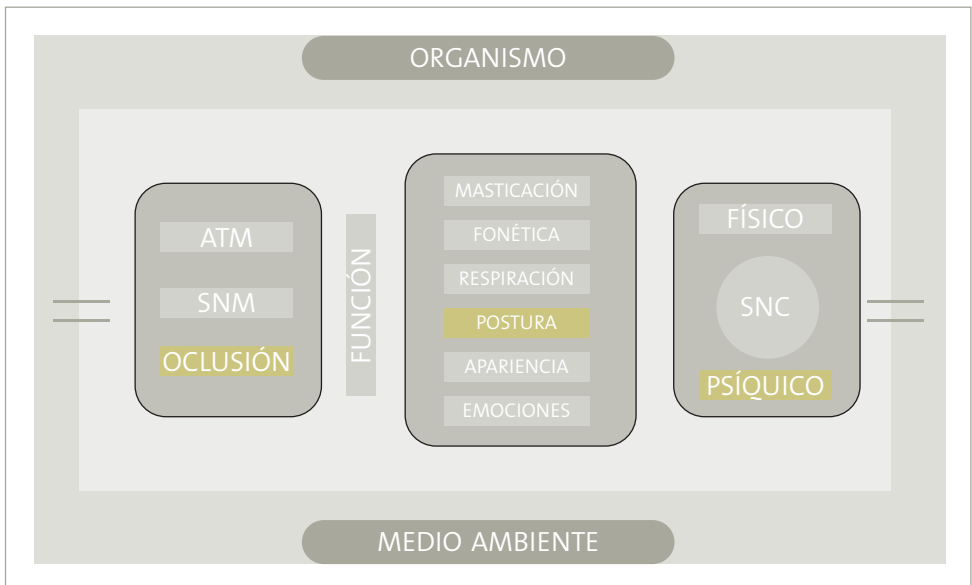 ORGANISMO
ATM
SNM
OCLUSIÓN
FUNCIÓN
MASTICACIÓN
FONÉTICA
RESPIRACIÓN
POSTURA
APARIENCIA
EMOCIONES
FÍSICO
SNC
PSÍQUICO
MEDIO AMBIENTE